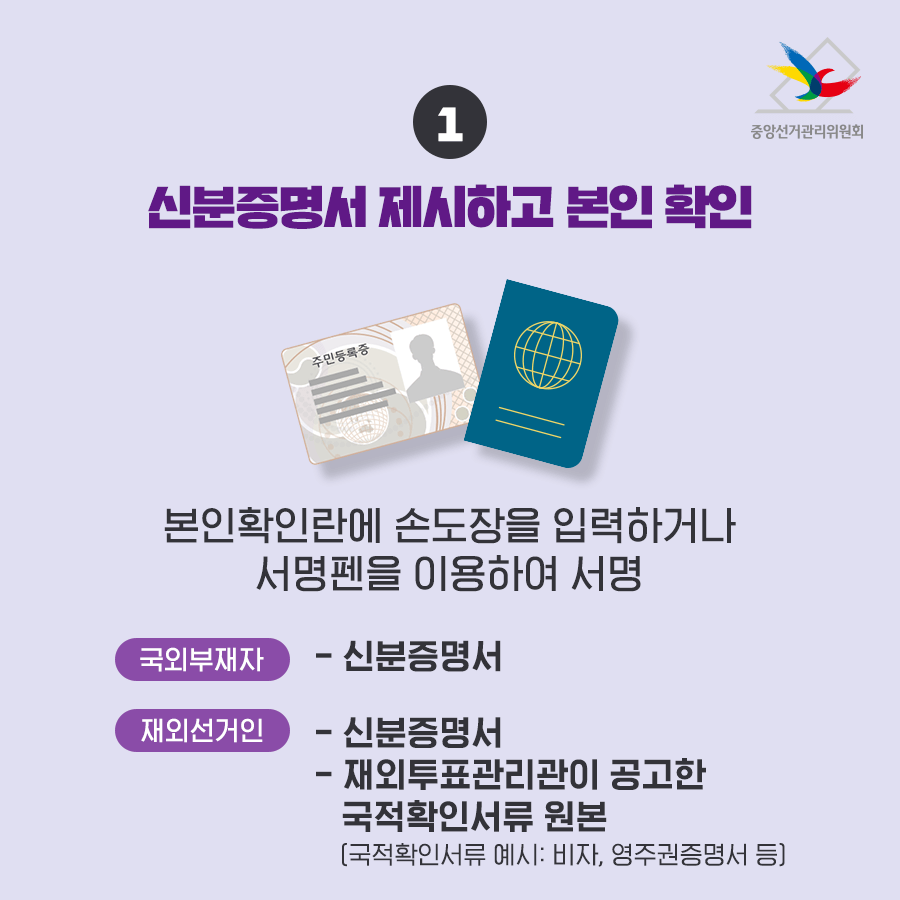 중앙선거관리위원회
1
신분증명서 제시하고 본인 확인
주민등록증
본인확인란에 손도장을 입력하거나
서명펜을 이용하여 서명
국외부재자 - 신분증명서
재외선거인 - 신분증명서
- 재외투표관리관이 공고한
국적확인서류 원본
(국적확인서류 예시: 비자, 영주권증명서 등)